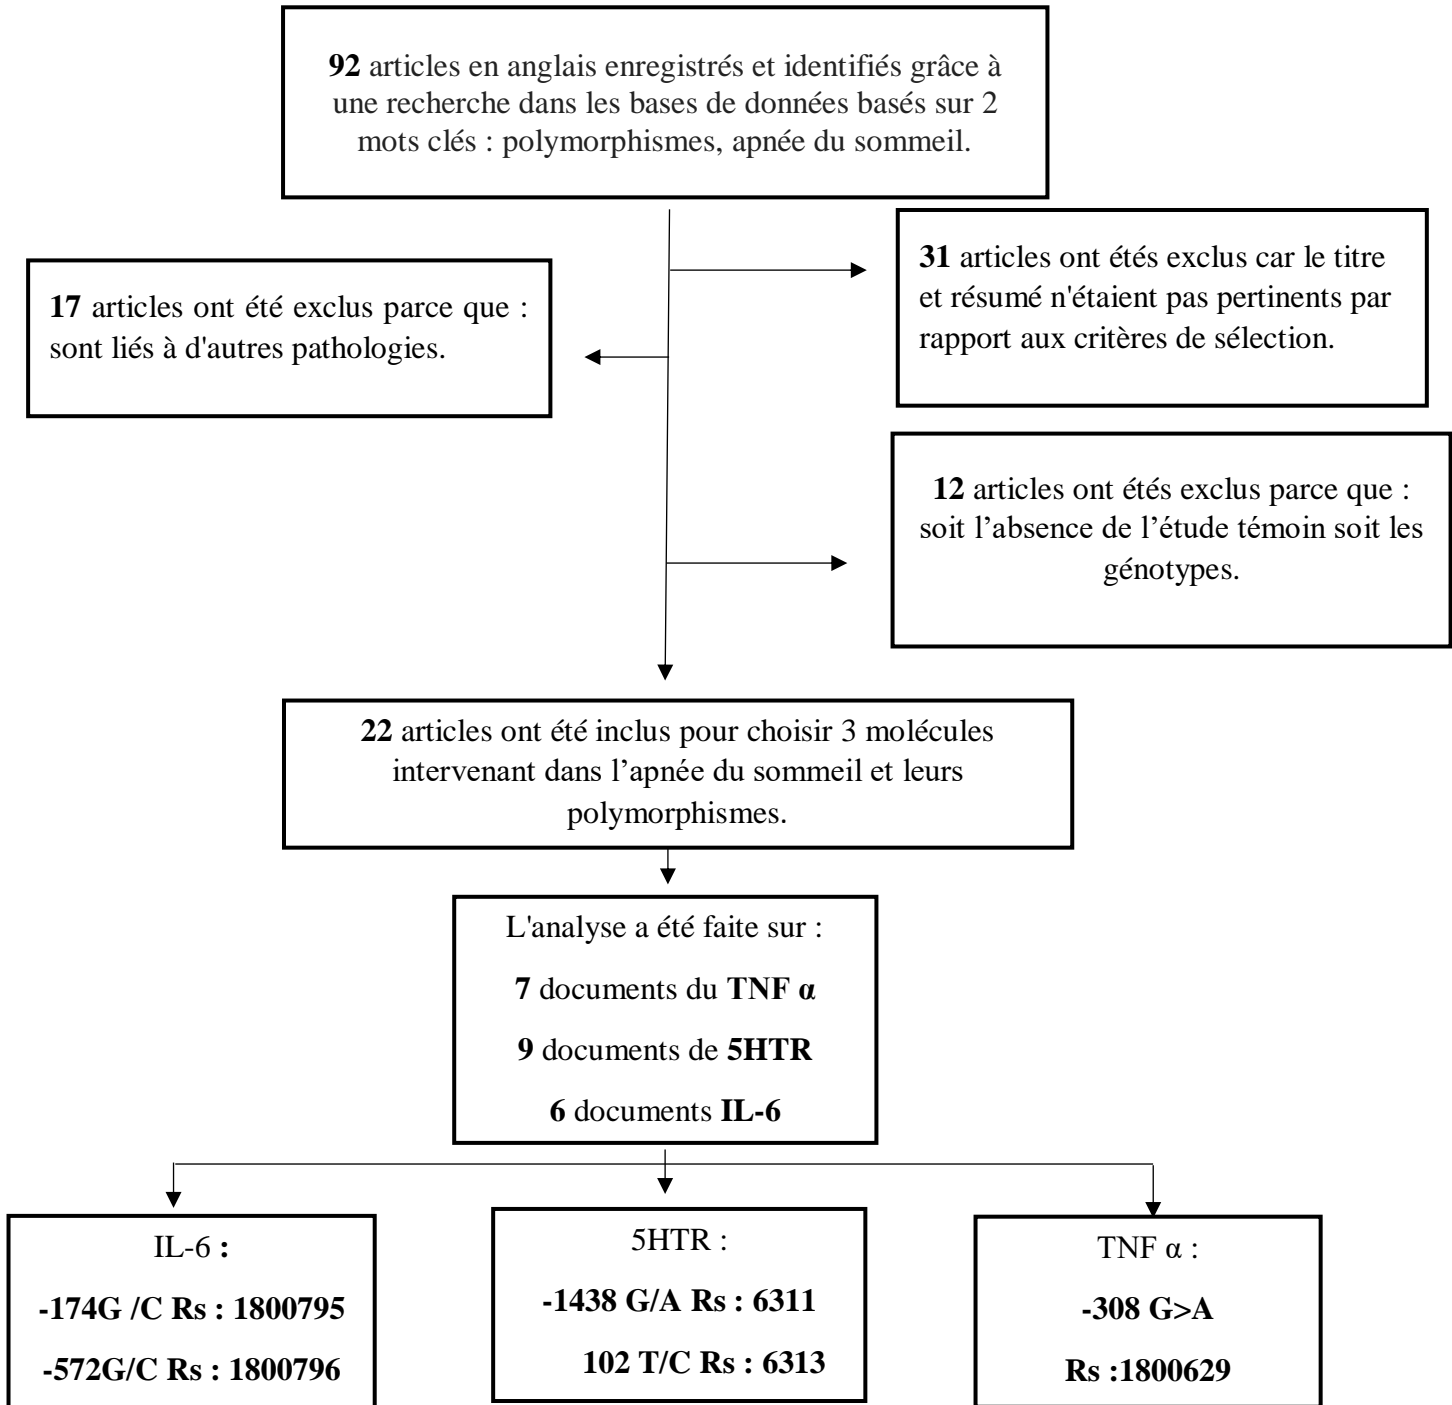 92 articles en anglais enregistrés et identifiés grâce à
une recherche dans les bases de données basés sur 2
mots clés : polymorphismes, apnée du sommeil.
31 articles ont étés exclus car le titre
et résumé n'étaient pas pertinents par
rapport aux critères de sélection.
17 articles ont été exclus parce que :
sont liés à d'autres pathologies.
12 articles ont étés exclus parce que :
soit l’absence de l’étude témoin soit les
génotypes.
22 articles ont été inclus pour choisir 3 molécules
intervenant dans l’apnée du sommeil et leurs
polymorphismes.
L'analyse a été faite sur :
7 documents du TNF α
9 documents de 5HTR
6 documents IL-6
IL-6 :
-174G /C Rs : 1800795
-572G/C Rs : 1800796
5HTR :
-1438 G/A Rs : 6311
102 T/C Rs : 6313
TNF α :
-308 G>A
Rs :1800629